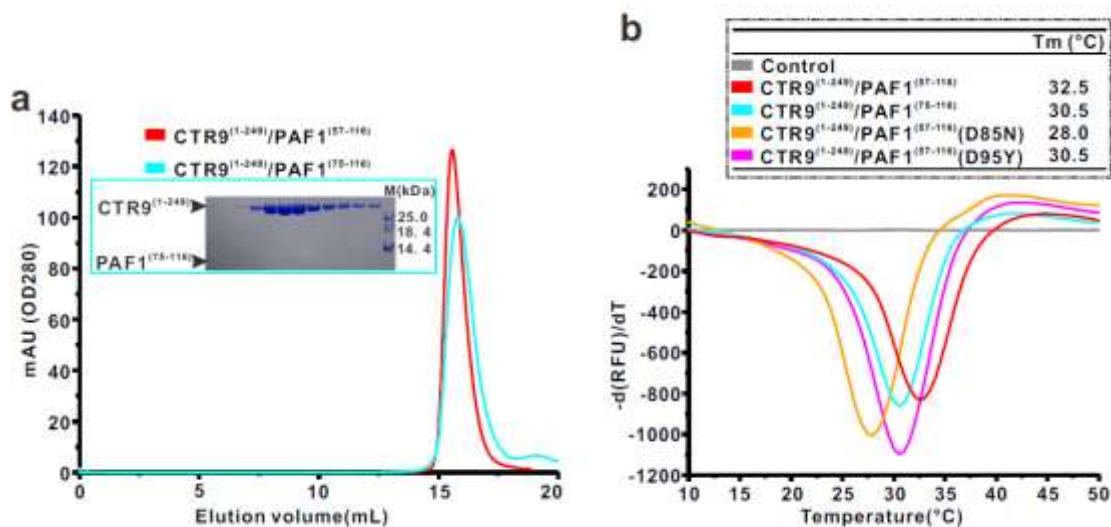 a
140
120
100
80
60
40
20
0
mAU (OD280)
CTR9(1-249)/PAF1(57-116)
CTR9(1-249)/PAF1(75-116)
CTR9(1-249)
PAF1(75-116)
M(kDa)
25.0
18.4
14.4
0 5 10 15 20
Elution volume(mL)
b
Tm (°C)
Control
CTR9(1-249)/PAF1(57-116) 32.5
CTR9(1-249)/PAF1(75-116) 30.5
CTR9(1-249)/PAF1(57-116)(D85N) 28.0
CTR9(1-249)/PAF1(57-116)(D95Y) 30.5
200
0
-200
-400
-600
-800
-1000
-1200
-d(RFU)/dT
10 15 20 25 30 35 40 45 50
Temperature(°C)